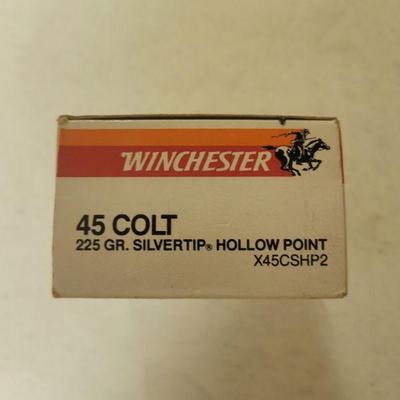 WINCHESTER
45 COLT
225 GR. SILVERTIP® HOLLOW POINT
X45CSHP2